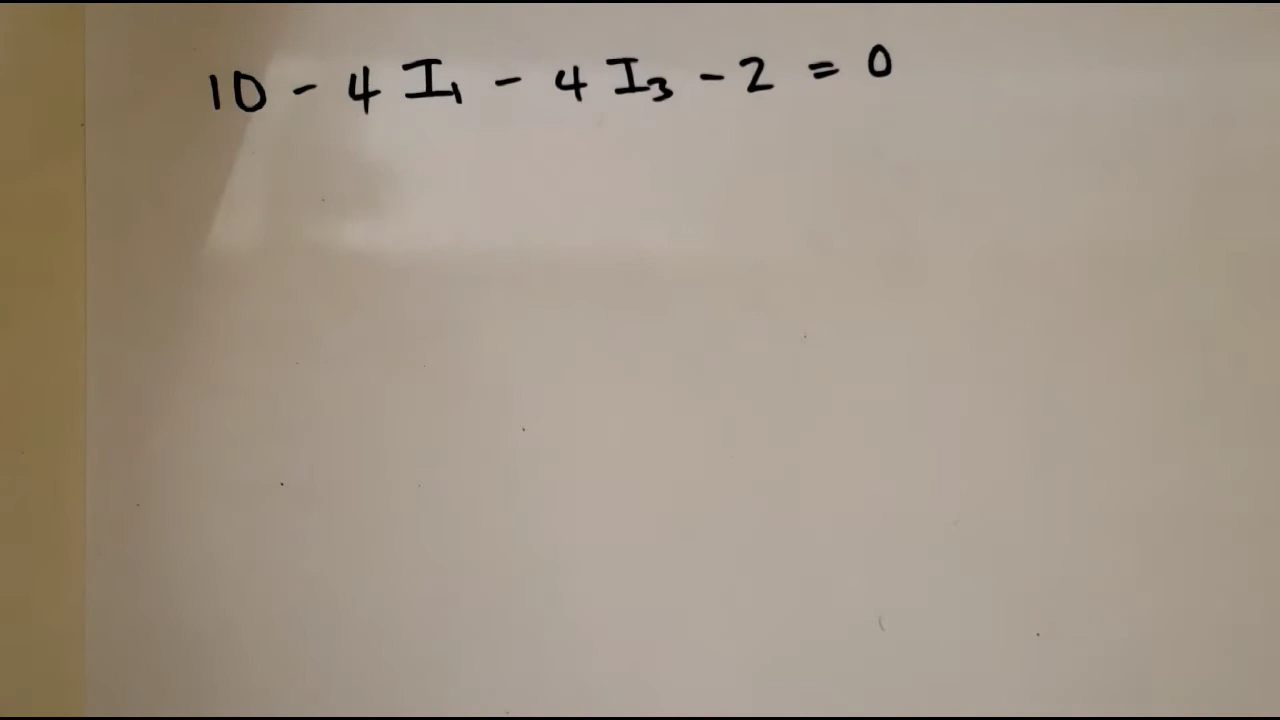 10 - 4 I₁ - 4 I₃ - 2 = 0